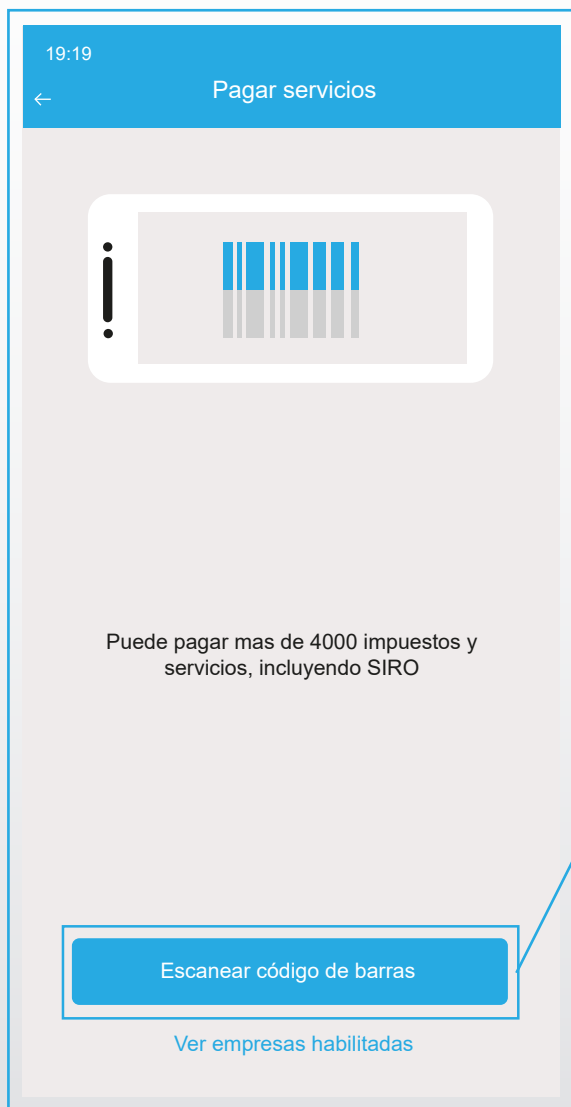 19:19
Pagar servicios
Puede pagar mas de 4000 impuestos y
servicios, incluyendo SIRO
Escanear código de barras
Ver empresas habilitadas